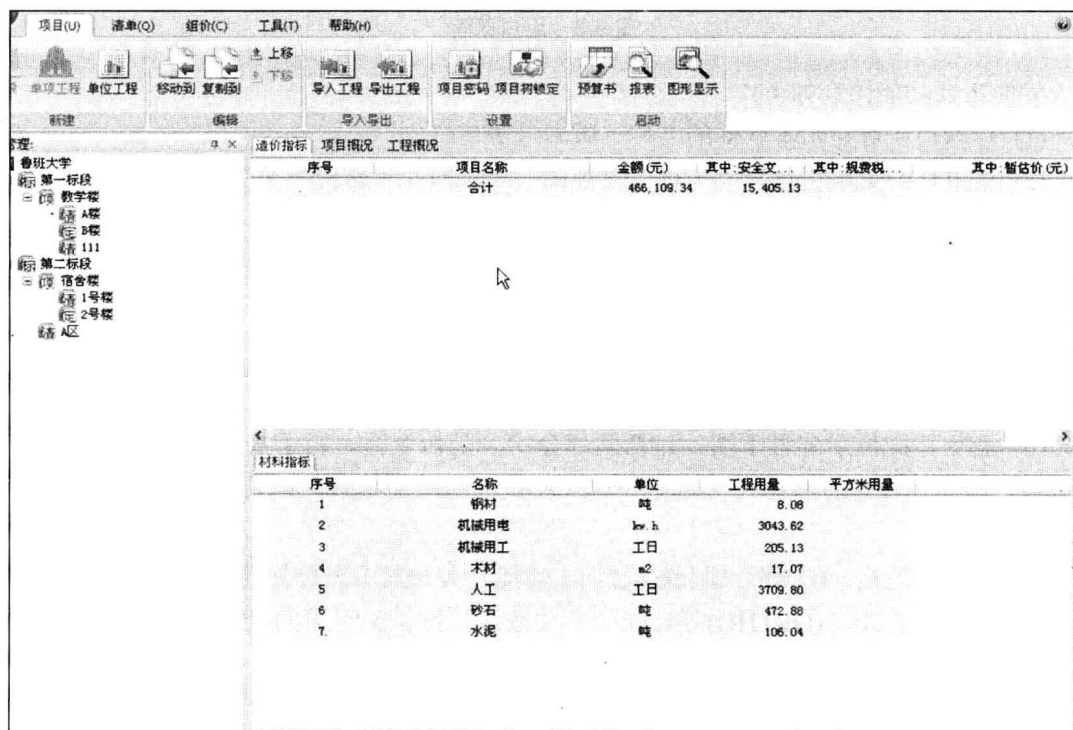 项目(U) 清单(Q) 组价(C) 工具(T) 帮助(H)
单项工程 单位工程 移动到 复制到 上移 下移 导入工程 导出工程 项目密码 项目树锁定 预算书 报表 图形显示
新建 编辑 导入导出 设置 启动
造价指标 项目概况 工程概况
序号 项目名称 金额(元) 其中:安全文... 其中:规费税... 其中:暂估价(元)
合计 466,109.34 15,405.13
鲁班大学
第一标段
教学楼
A楼
B楼
111
第二标段
宿舍楼
1号楼
2号楼
A区
材料指标
序号 名称 单位 工程用量 平方米用量
1 钢材 吨 8.08
2 机械用电 kw.h 3043.62
3 机械用工 工日 205.13
4 木材 m2 17.07
5 人工 工日 3709.80
6 砂石 吨 472.88
7. 水泥 吨 106.04